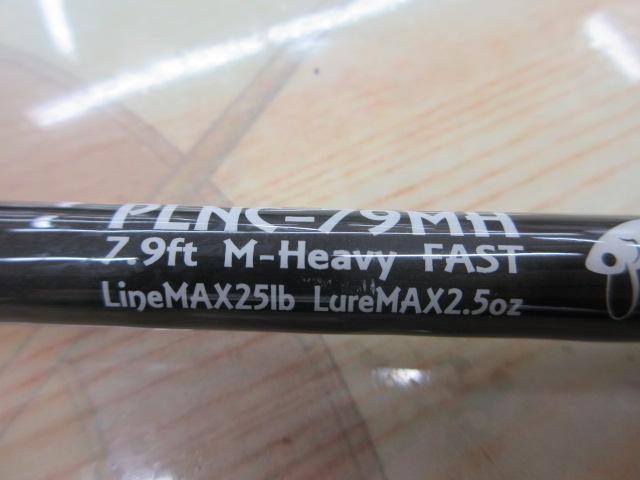 PLNC-79MH
7.9ft M-Heavy FAST
LineMAX25lb LureMAX2.5oz